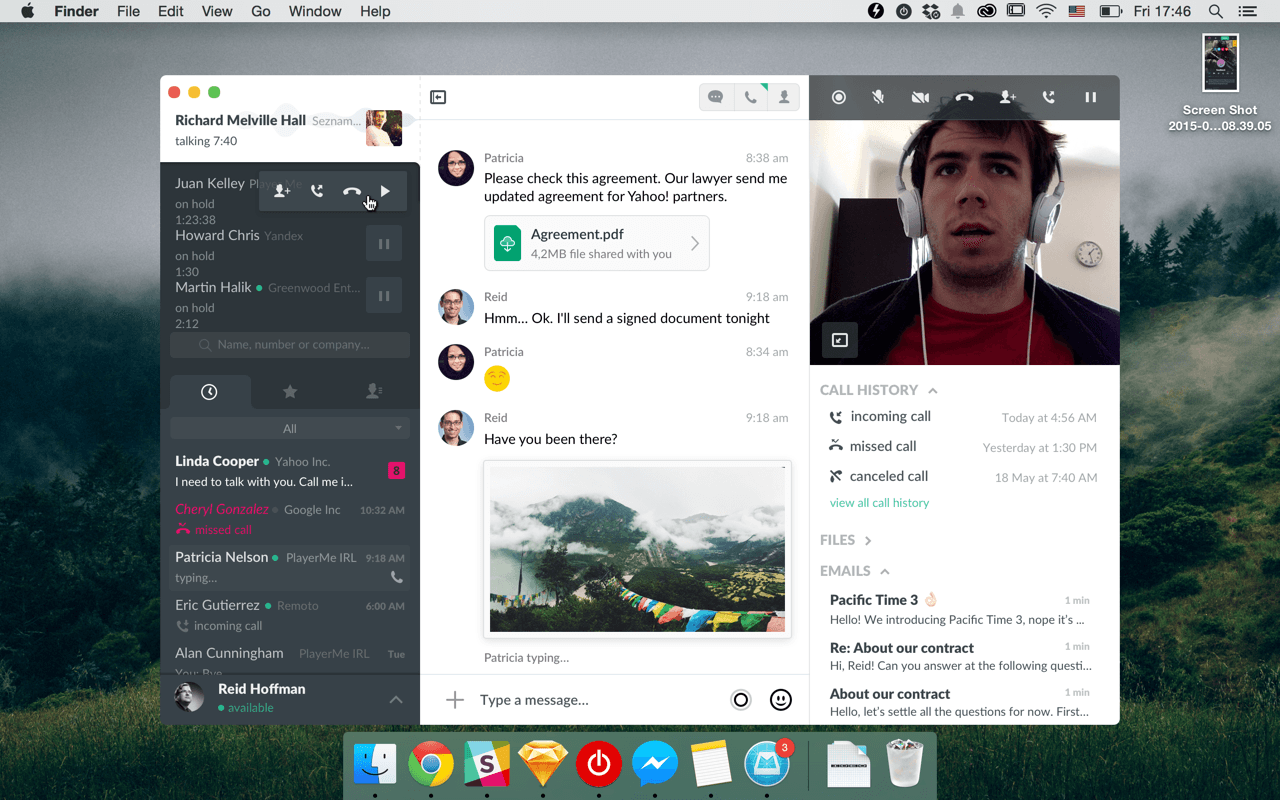 Finder File Edit View Go Window Help
Fri 17:46
Screen Shot
2015-0...08.39.05
Richard Melville Hall Seznam...
talking 7:40
Juan Kelley
on hold
1:23:38
Howard Chris Yandex
on hold
1:30
Martin Halik Greenwood Ent...
on hold
2:12
Name, number or company...
All
Linda Cooper Yahoo Inc.
I need to talk with you. Call me i...
8
Cheryl Gonzalez Google Inc 10:32 AM
missed call
Patricia Nelson PlayerMe IRL 9:18 AM
typing...
Eric Gutierrez Remoto 6:00 AM
incoming call
Alan Cunningham PlayerMe IRL Tue
Reid Hoffman
available
Patricia 8:38 am
Please check this agreement. Our lawyer send me
updated agreement for Yahoo! partners.
Agreement.pdf
4,2MB file shared with you
Reid 9:18 am
Hmm... Ok. I'll send a signed document tonight
Patricia 8:34 am
Reid 9:18 am
Have you been there?
Patricia typing...
Type a message...
CALL HISTORY
incoming call Today at 4:56 AM
missed call Yesterday at 1:30 PM
canceled call 18 May at 7:40 AM
view all call history
FILES
EMAILS
Pacific Time 3 👌🏻 1 min
Hello! We introducing Pacific Time 3, nope it's ...
Re: About our contract 1 min
Hi, Reid! Can you answer at the following questi...
About our contract 1 min
Hello, let's settle all the questions for now. First...
S
3